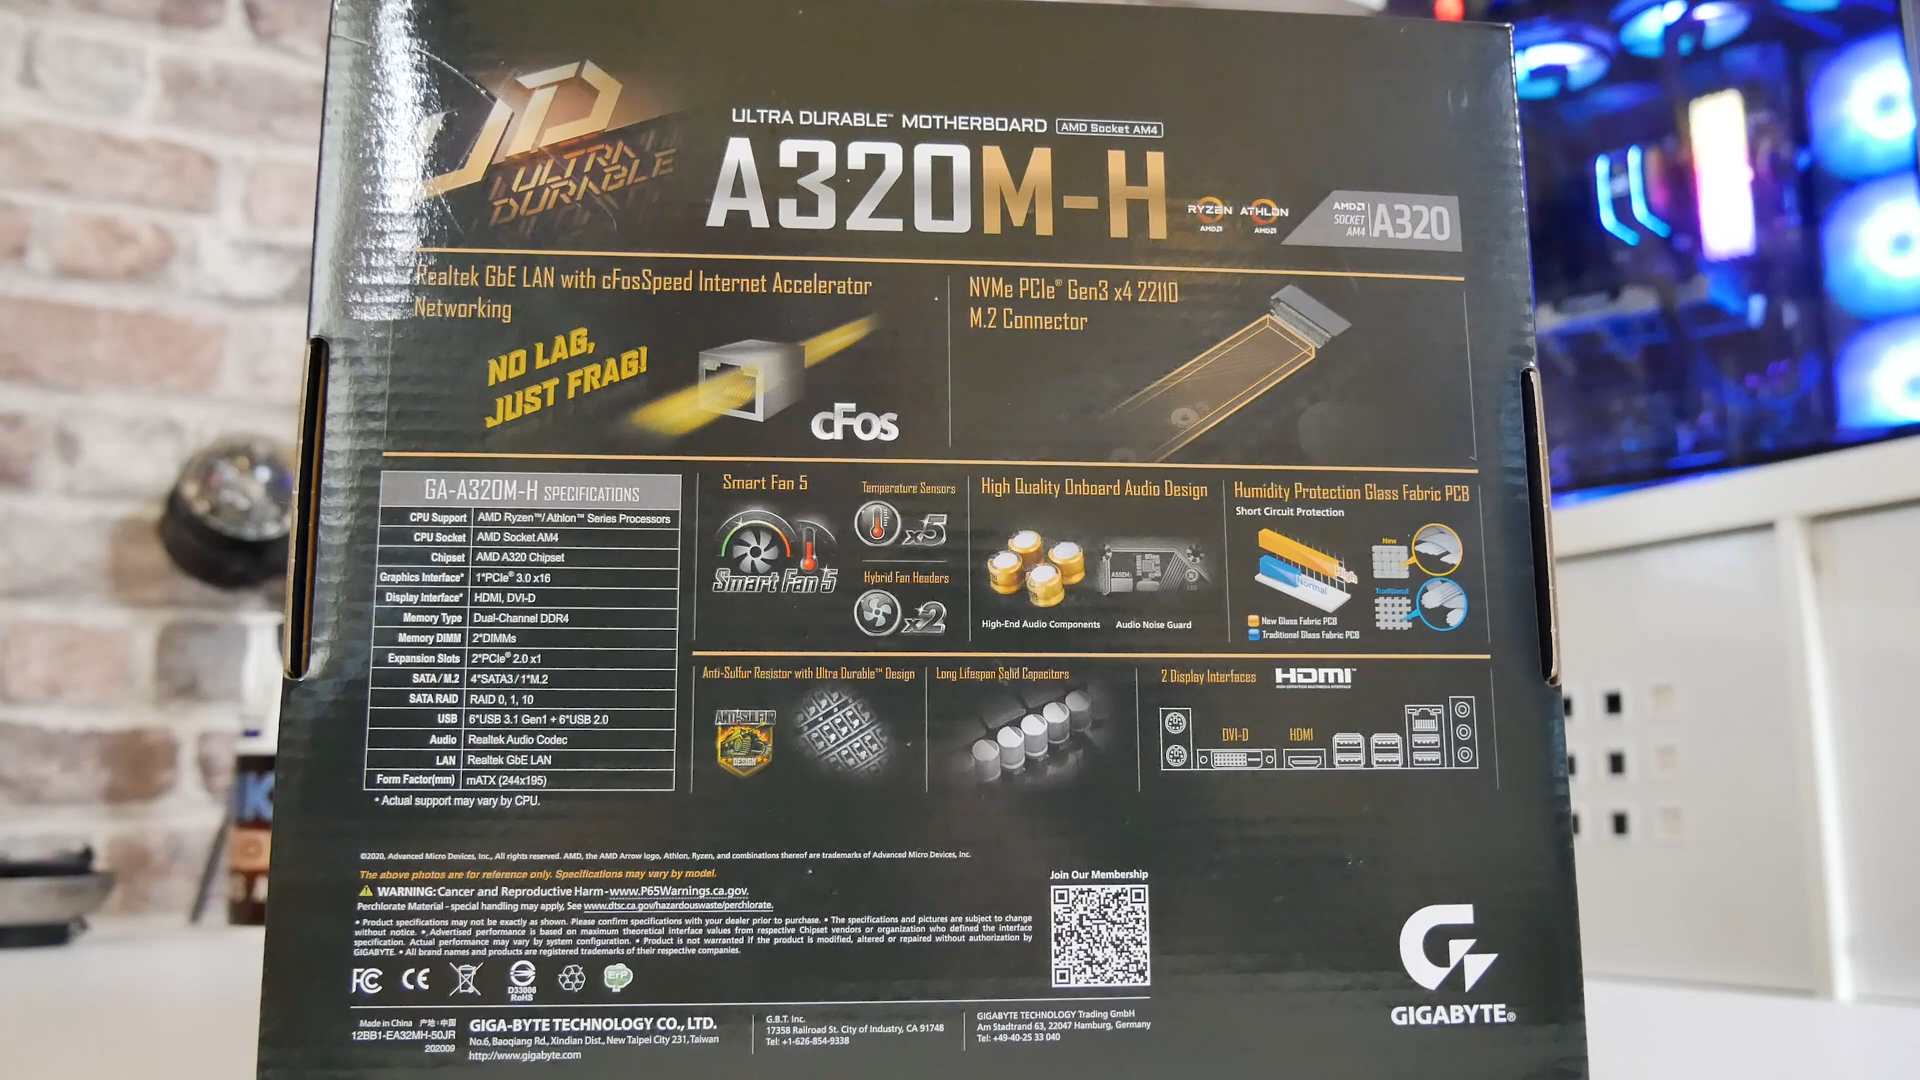 ULTRA DURABLE
ULTRA DURABLE™ MOTHERBOARD AMD Socket AM4
A320M-H
RYZEN AMD
ATHLON AMD
AMD SOCKET AM4 A320
Realtek GbE LAN with cFosSpeed Internet Accelerator
Networking
NO LAG,
JUST FRAG!
cFos
NVMe PCIe® Gen3 x4 22110
M.2 Connector
GA-A320M-H SPECIFICATIONS
CPU Support AMD Ryzen™/ Athlon™ Series Processors
CPU Socket AMD Socket AM4
Chipset AMD A320 Chipset
Graphics Interface* 1*PCIe® 3.0 x16
Display Interface* HDMI, DVI-D
Memory Type Dual-Channel DDR4
Memory DIMM 2*DIMMs
Expansion Slots 2*PCIe® 2.0 x1
SATA / M.2 4*SATA3 / 1*M.2
SATA RAID RAID 0, 1, 10
USB 6*USB 3.1 Gen1 + 6*USB 2.0
Audio Realtek Audio Codec
LAN Realtek GbE LAN
Form Factor(mm) mATX (244x195)
* Actual support may vary by CPU.
Smart Fan 5
Smart Fan 5
Temperature Sensors
x5
Hybrid Fan Headers
x2
High Quality Onboard Audio Design
High-End Audio Components
Audio Noise Guard
Humidity Protection Glass Fabric PCB
Short Circuit Protection
High
Normal
New
Traditional
New Glass Fabric PCB
Traditional Glass Fabric PCB
Anti-Sulfur Resistor with Ultra Durable™ Design
ANTI-SULFUR
DESIGN
Long Lifespan Solid Capacitors
2 Display Interfaces
HDMI™
HIGH DEFINITION MULTIMEDIA INTERFACE
DVI-D
HDMI
©2020, Advanced Micro Devices, Inc., All rights reserved. AMD, the AMD Arrow logo, Athlon, Ryzen, and combinations thereof are trademarks of Advanced Micro Devices, Inc.
The above photos are for reference only. Specifications may vary by model.
WARNING: Cancer and Reproductive Harm - www.P65Warnings.ca.gov.
Perchlorate Material - special handling may apply, See www.dtsc.ca.gov/hazardouswaste/perchlorate.
• Product specifications may not be exactly as shown. Please confirm specifications with your dealer prior to purchase. • The specifications and pictures are subject to change
without notice. • Advertised performance is based on maximum theoretical interface values from respective Chipset vendors or organization who defined the interface
specification. Actual performance may vary by system configuration. • Product is not warranted if the product is modified, altered or repaired without authorization by
GIGABYTE. • All brand names and products are registered trademarks of their respective companies.
FC CE
D33006
RoHS
ErP
Join Our Membership
GIGABYTE®
Made in China 产地:中国
12BB1-EA32MH-50JR
202009
GIGA-BYTE TECHNOLOGY CO., LTD.
No.6, Baoqiang Rd., Xindian Dist., New Taipei City 231, Taiwan
http://www.gigabyte.com
G.B.T. Inc.
17358 Railroad St. City of Industry, CA 91748
Tel: +1-626-854-9338
GIGABYTE TECHNOLOGY Trading GmbH
Am Stadtrand 63, 22047 Hamburg, Germany
Tel: +49-40-25 33 040